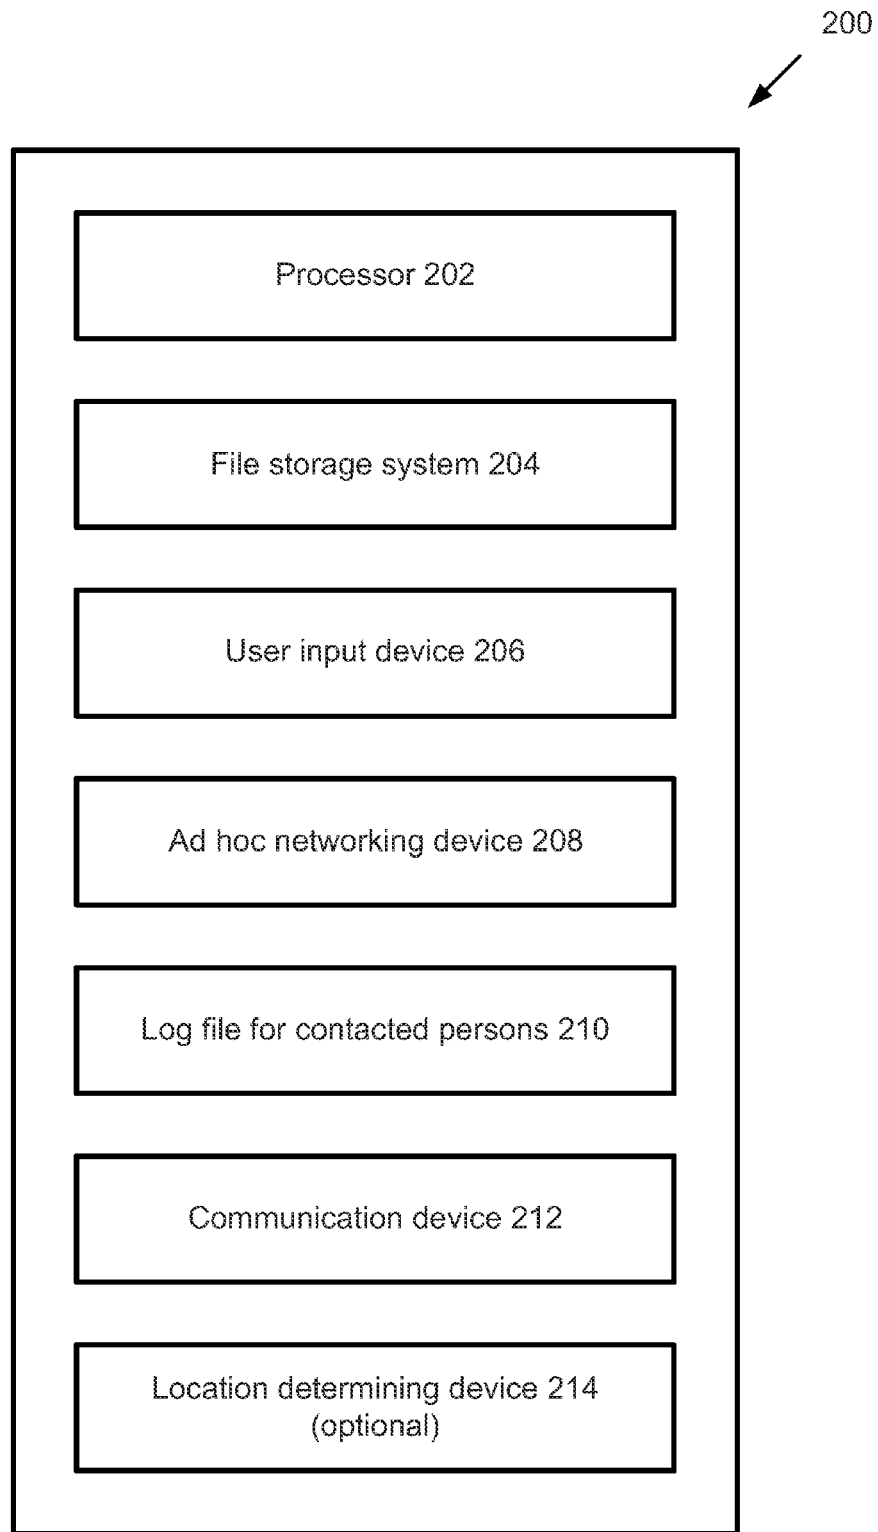 200
Processor 202
File storage system 204
User input device 206
Ad hoc networking device 208
Log file for contacted persons 210
Communication device 212
Location determining device 214
(optional)